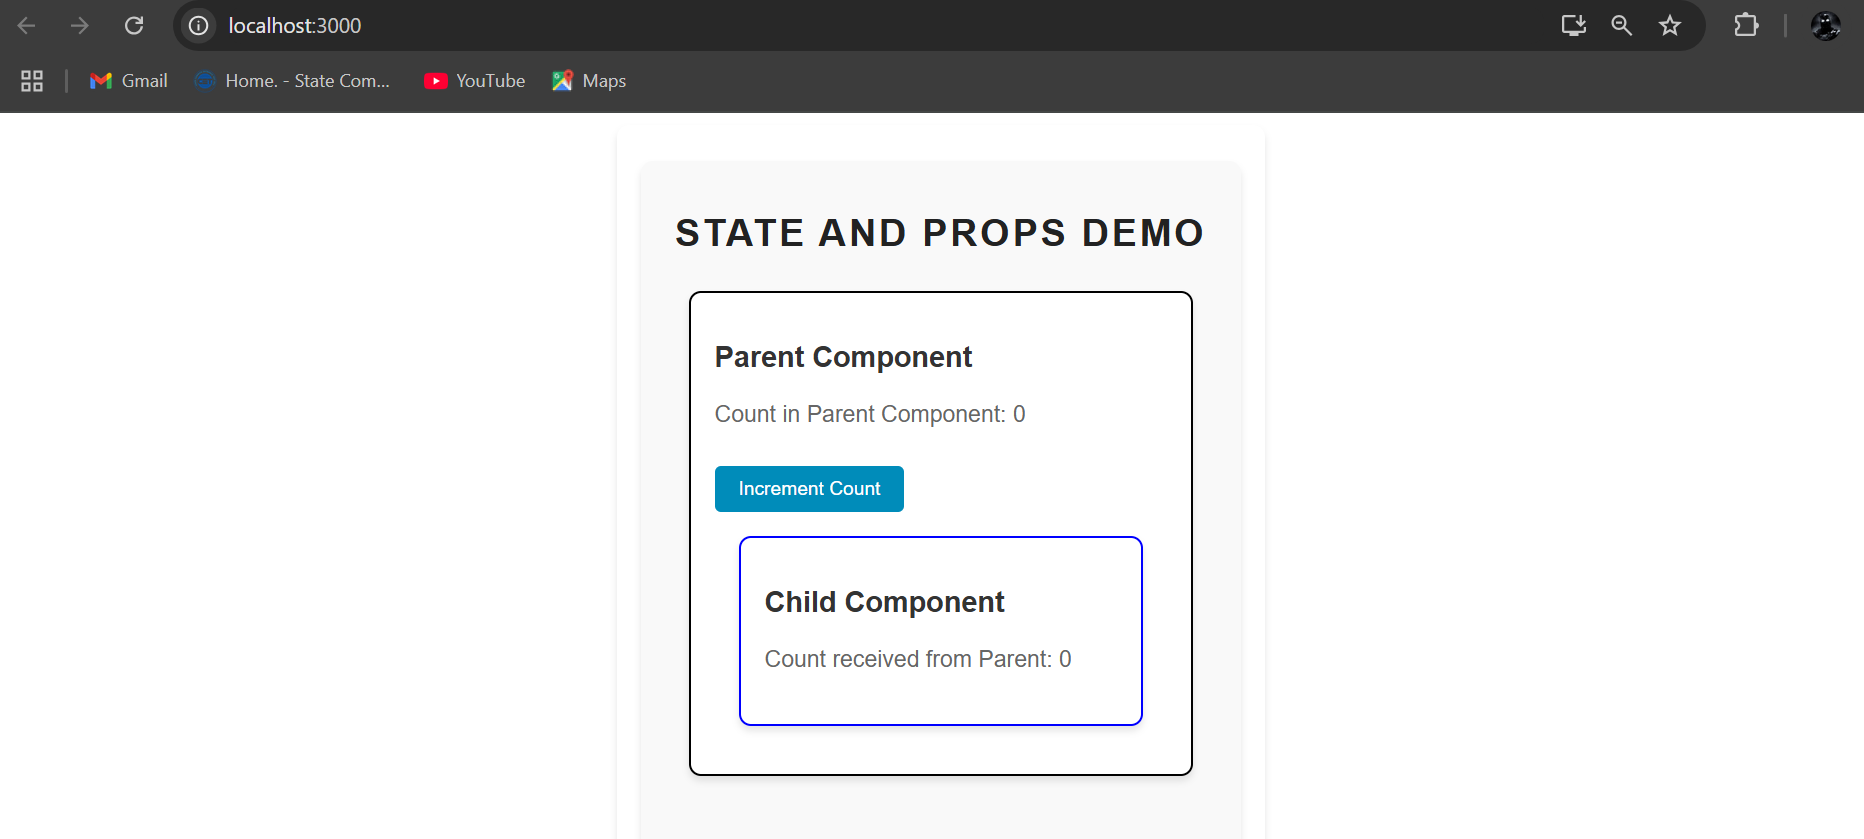 localhost:3000
Gmail
Home. - State Com...
YouTube
Maps
STATE AND PROPS DEMO
Parent Component
Count in Parent Component: 0
Increment Count
Child Component
Count received from Parent: 0